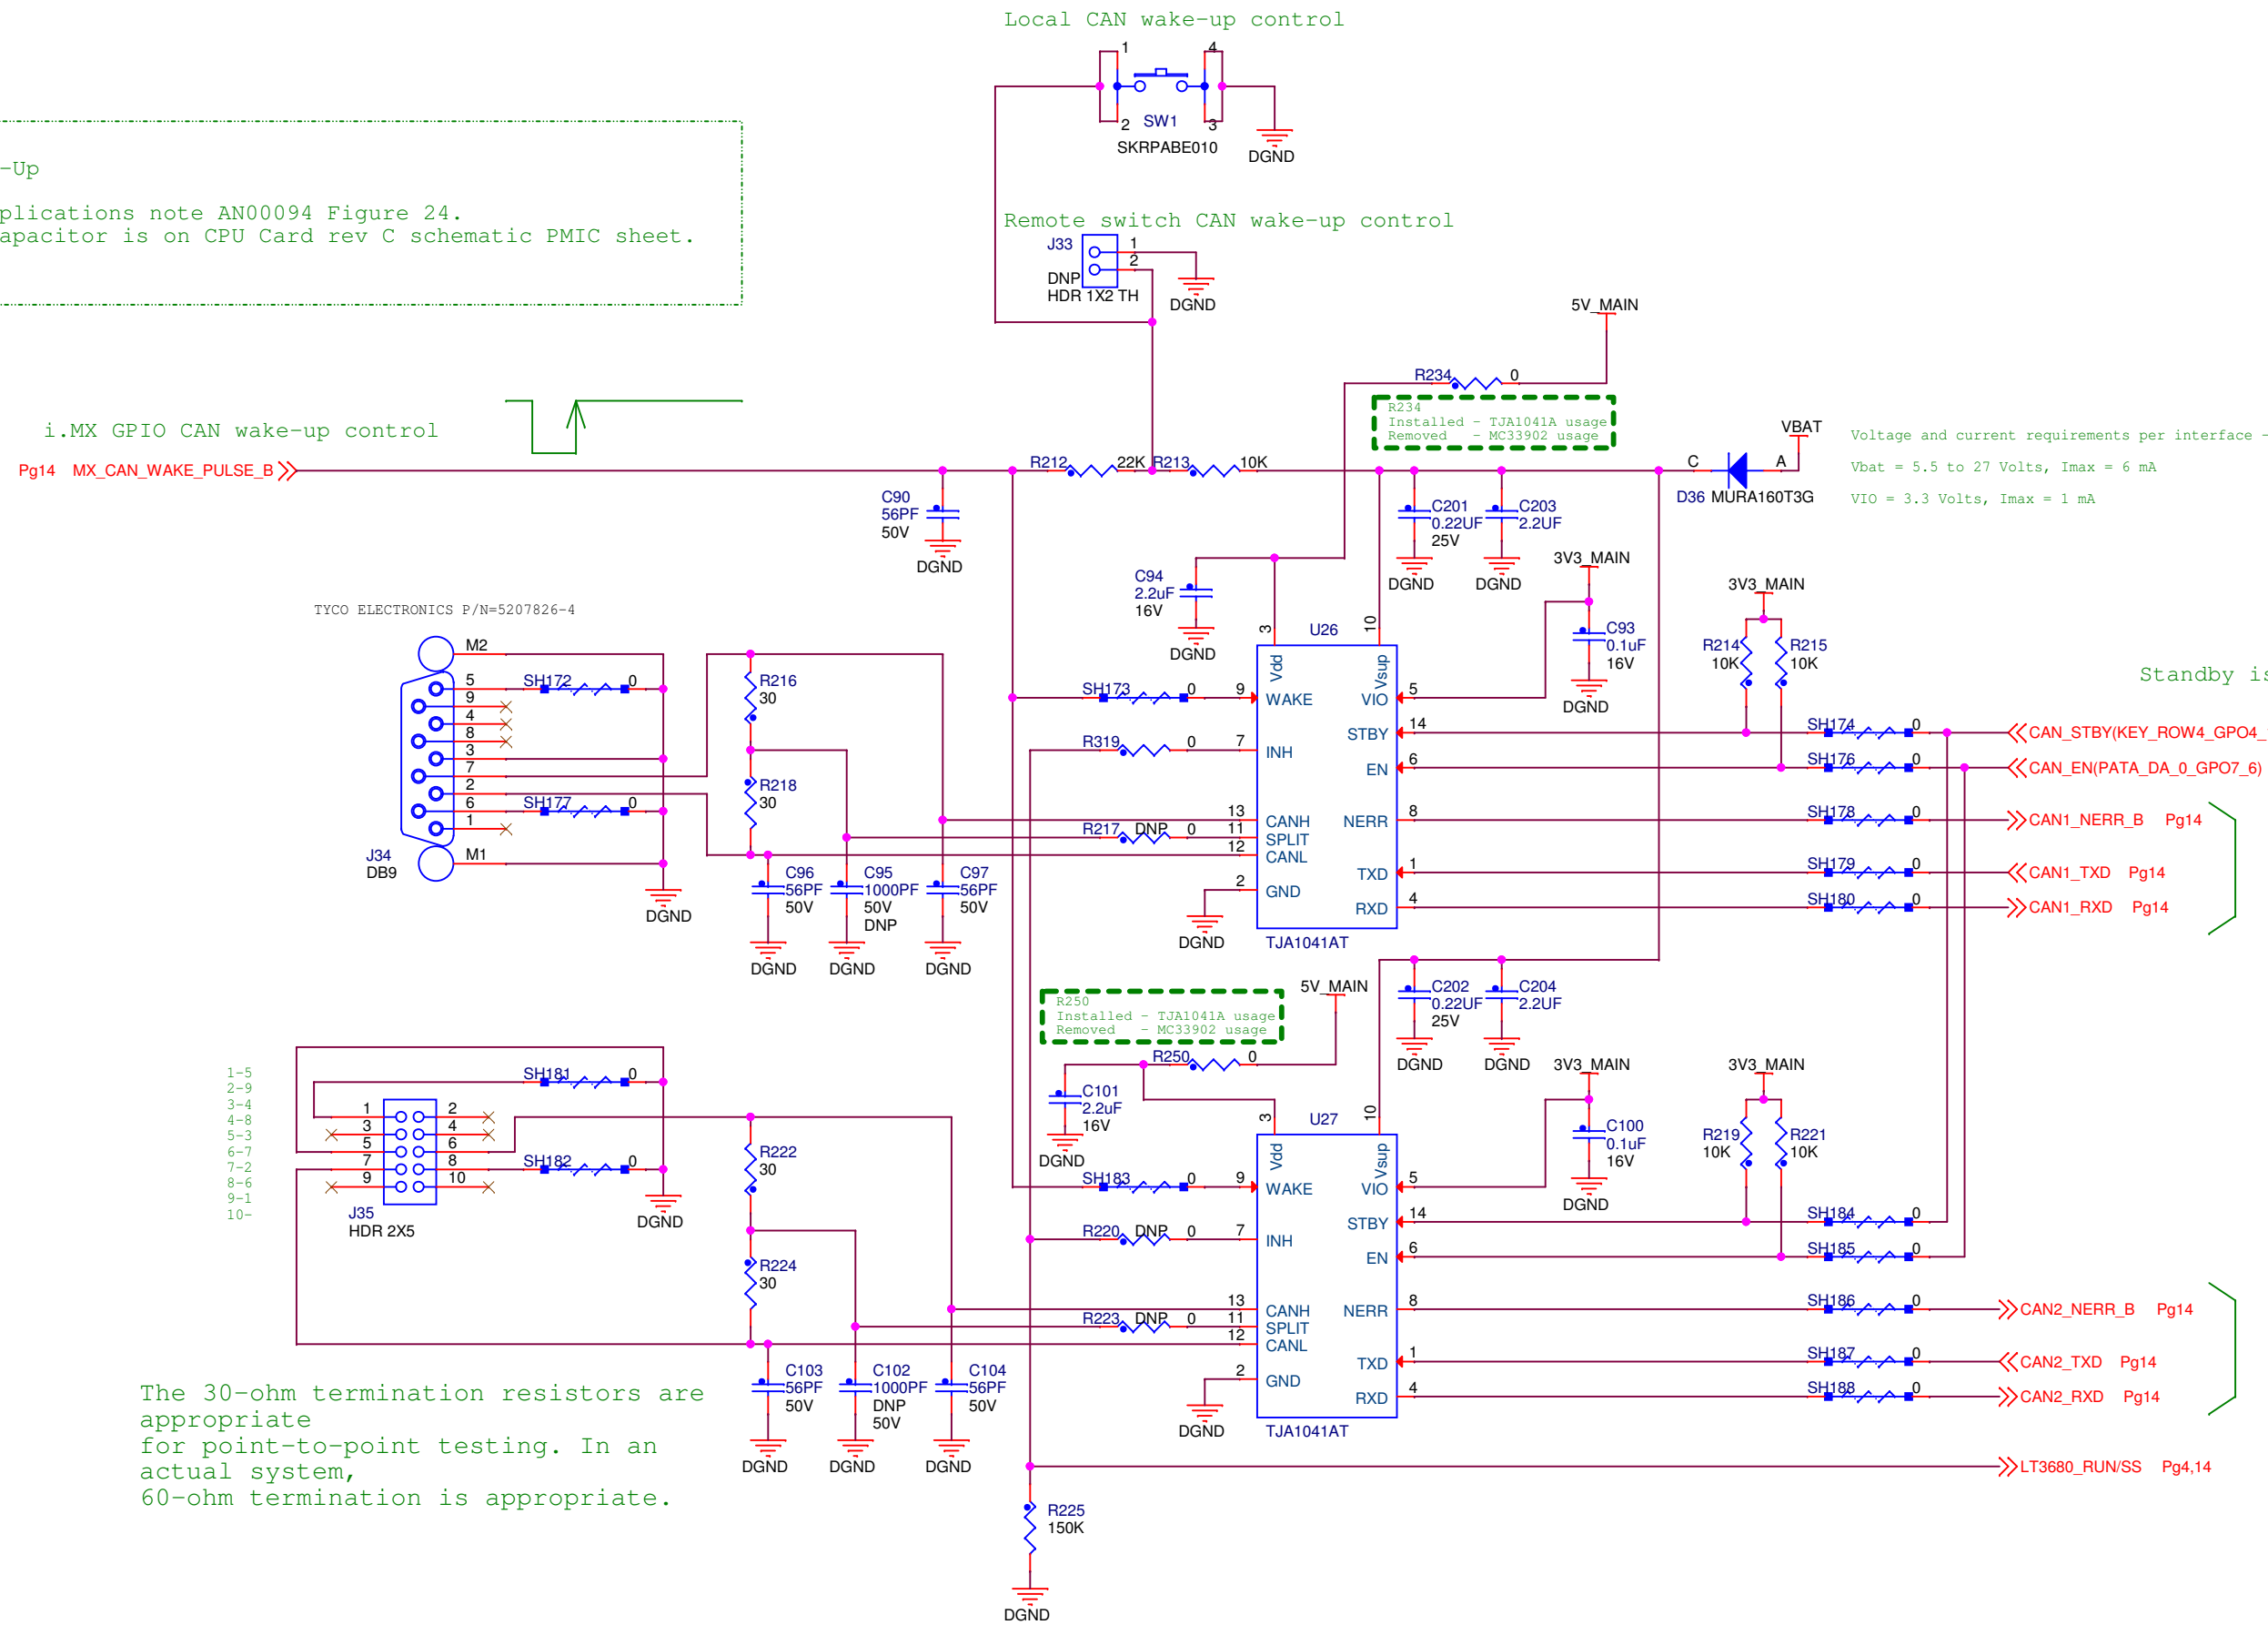 Local CAN wake-up control
1
4
2
SW1
3
SKRPABE010
DGND
-Up
plications note AN00094 Figure 24.
apacitor is on CPU Card rev C schematic PMIC sheet.
Remote switch CAN wake-up control
J33
1
2
DNP
HDR 1X2 TH
DGND
5V_MAIN
R234
0
R234
Installed - TJA1041A usage
Removed - MC33902 usage
i.MX GPIO CAN wake-up control
Pg14 MX_CAN_WAKE_PULSE_B
R212
22K
R213
10K
VBAT
C
A
D36 MURA160T3G
Voltage and current requirements per interface -
Vbat = 5.5 to 27 Volts, Imax = 6 mA
VIO = 3.3 Volts, Imax = 1 mA
C90
56PF
50V
DGND
C201
0.22UF
25V
DGND
C203
2.2UF
DGND
C94
2.2uF
16V
DGND
3V3_MAIN
C93
0.1uF
16V
DGND
3V3_MAIN
R214
10K
R215
10K
Standby is
TYCO ELECTRONICS P/N=5207826-4
M2
5
9
4
8
3
7
2
6
1
M1
SH172
0
SH177
0
J34
DB9
DGND
R216
30
R218
30
C96
56PF
50V
DGND
C95
1000PF
50V
DNP
DGND
C97
56PF
50V
DGND
SH173
0
R319
0
R217
DNP
0
U26
3
Vdd
10
Vsup
9
WAKE
7
INH
13
CANH
11
SPLIT
12
CANL
2
GND
DGND
VIO
5
STBY
14
EN
6
NERR
8
TXD
1
RXD
4
TJA1041AT
SH174
0
CAN_STBY(KEY_ROW4_GPO4_
SH176
0
CAN_EN(PATA_DA_0_GPO7_6)
SH178
0
CAN1_NERR_B Pg14
SH179
0
CAN1_TXD Pg14
SH180
0
CAN1_RXD Pg14
R250
Installed - TJA1041A usage
Removed - MC33902 usage
5V_MAIN
R250
0
C101
2.2uF
16V
DGND
C202
0.22UF
25V
DGND
C204
2.2UF
DGND
3V3_MAIN
C100
0.1uF
16V
DGND
3V3_MAIN
R219
10K
R221
10K
1-5
2-9
3-4
4-8
5-3
6-7
7-2
8-6
9-1
10-
SH181
0
1
2
3
4
5
6
7
8
9
10
SH182
0
J35
HDR 2X5
DGND
R222
30
R224
30
C103
56PF
50V
DGND
C102
1000PF
DNP
50V
DGND
C104
56PF
50V
DGND
SH183
0
R220
DNP
0
R223
DNP
0
U27
3
Vdd
10
Vsup
9
WAKE
7
INH
13
CANH
11
SPLIT
12
CANL
2
GND
DGND
VIO
5
STBY
14
EN
6
NERR
8
TXD
1
RXD
4
TJA1041AT
SH184
0
SH185
0
SH186
0
CAN2_NERR_B Pg14
SH187
0
CAN2_TXD Pg14
SH188
0
CAN2_RXD Pg14
LT3680_RUN/SS Pg4,14
The 30-ohm termination resistors are
appropriate
for point-to-point testing. In an
actual system,
60-ohm termination is appropriate.
R225
150K
DGND